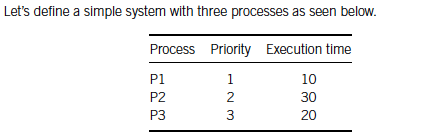 Let's define a simple system with three processes as seen below.
Process Priority Execution time
P1 1 10
P2 2 30
P3 3 20